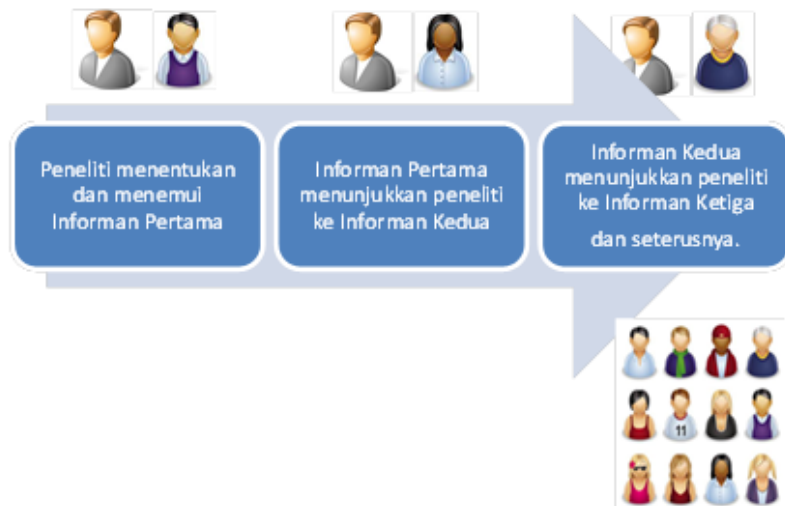 Peneliti menentukan
dan menemui
Informan Pertama
Informan Pertama
menunjukkan peneliti
ke Informan Kedua
Informan Kedua
menunjukkan peneliti
ke Informan Ketiga
dan seterusnya.
11